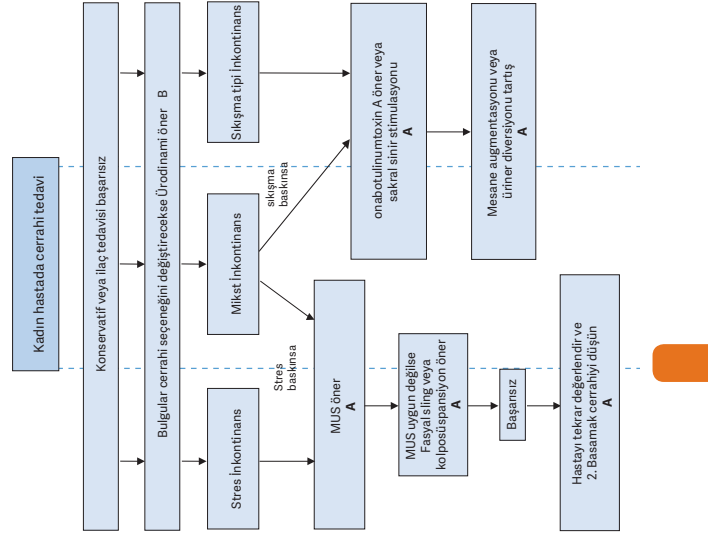 Kadın hastada cerrahi tedavi
Konservatif veya ilaç tedavisi başarısız
Bulgular cerrahi seçeneğini değiştirecekse Ürodinami öner B
Stres İnkontinans
Mikst İnkontinans
Sıkışma tipi İnkontinans
Stres
baskınsa
sıkışma
baskınsa
MUS öner
A
onabotulinumtoxin A öner veya
sakral sinir stimulasyonu
A
MUS uygun değilse
Fasyal sling veya
kolposüspansiyon öner
A
Mesane augmentasyonu veya
üriner diversiyonu tartış
A
Başarısız
Hastayı tekrar değerlendir ve
2. Basamak cerrahiyi düşün
A